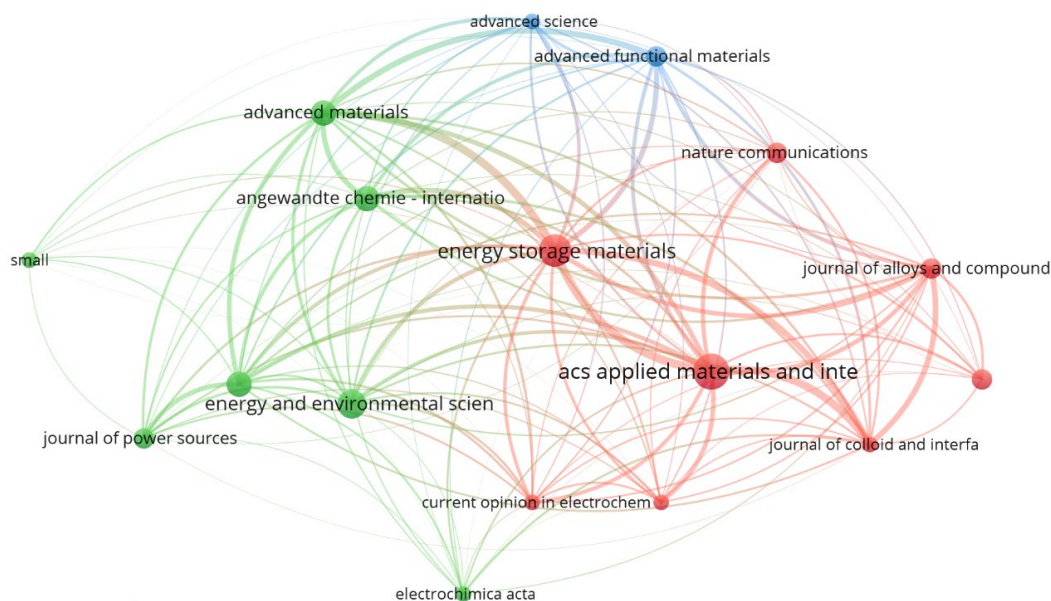 advanced science
advanced functional materials
advanced materials
nature communications
angewandte chemie - internatio
energy storage materials
small
journal of alloys and compound
acs applied materials and inte
energy and environmental scien
journal of power sources
journal of colloid and interfa
current opinion in electrochem
electrochimica acta